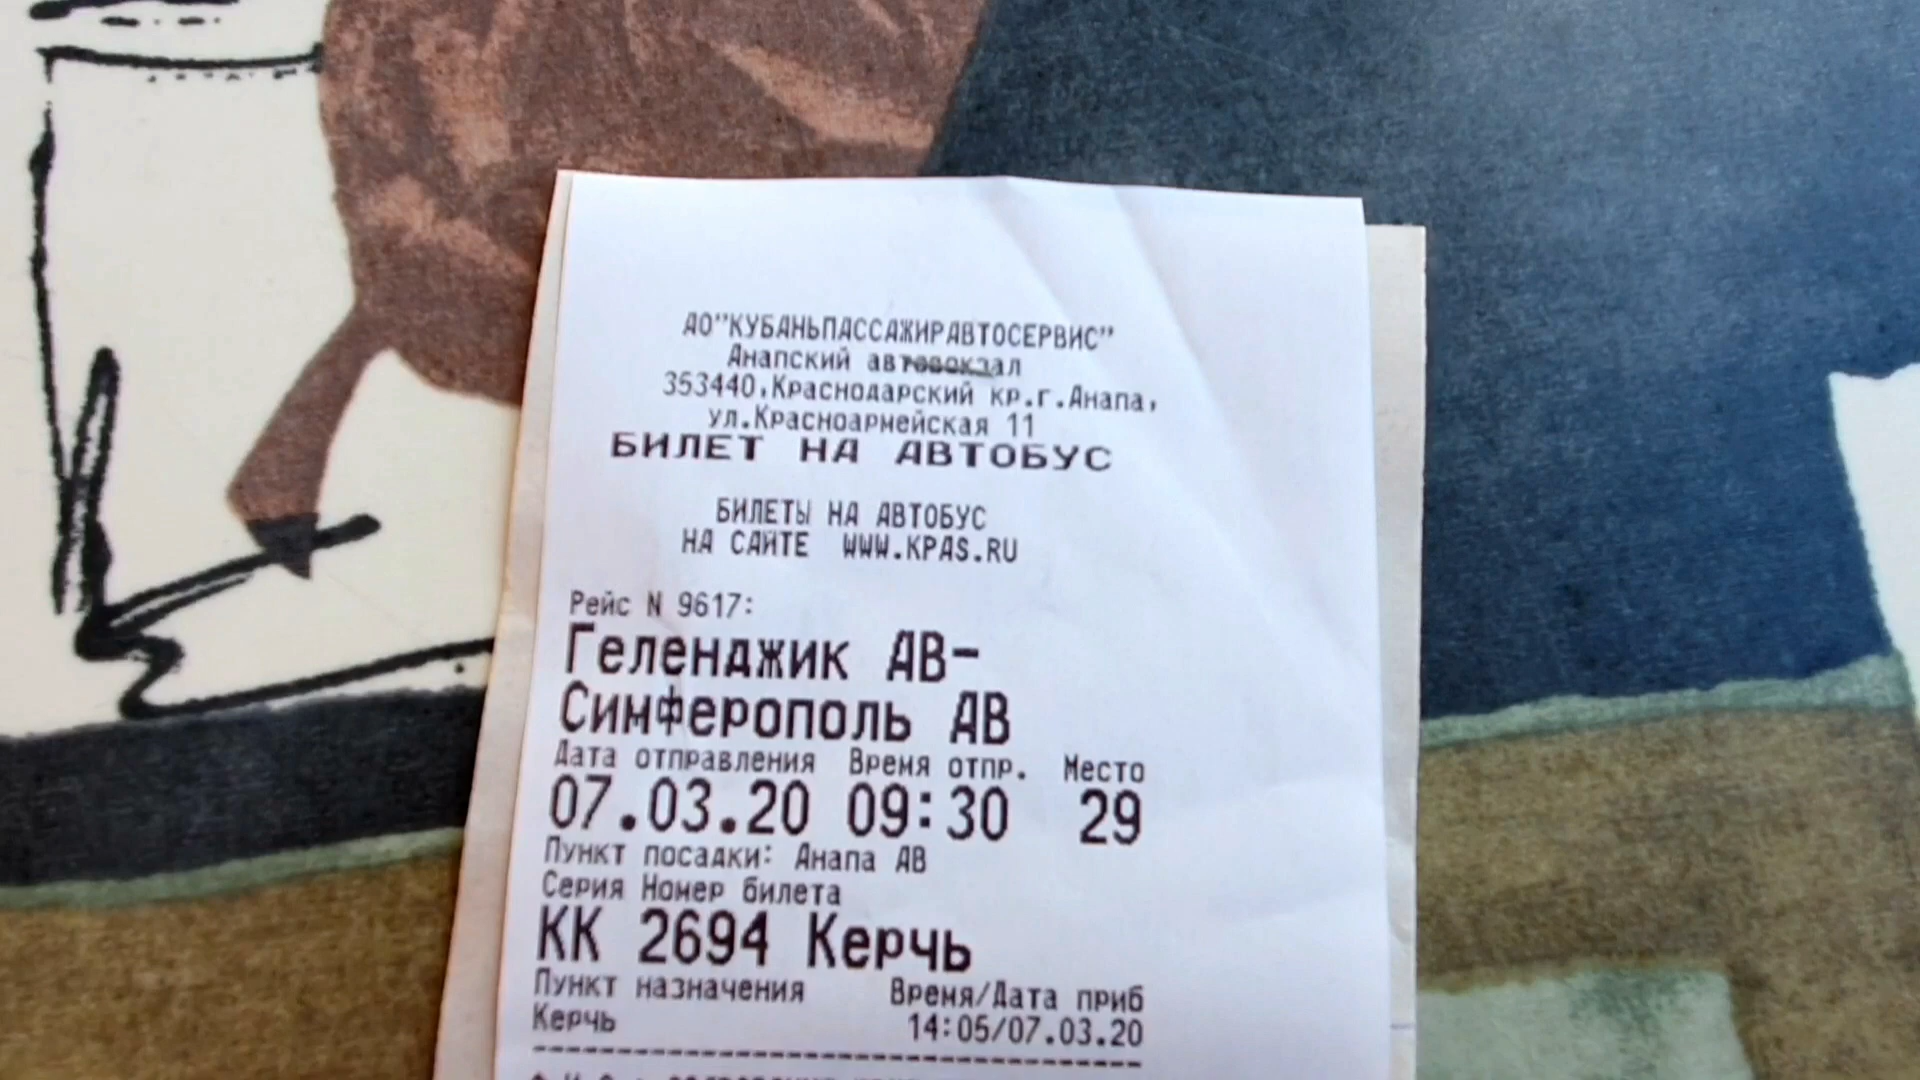 АО"КУБАНЬПАССАЖИРАВТОСЕРВИС"
Анапский автовокзал
353440,Краснодарский кр.г.Анапа,
ул.Красноармейская 11
БИЛЕТ НА АВТОБУС
БИЛЕТЫ НА АВТОБУС
НА САЙТЕ WWW.KPAS.RU
Рейс N 9617:
Геленджик АВ-
Симферополь АВ
Дата отправления Время отпр. Место
07.03.20 09:30 29
Пункт посадки: Анапа АВ
Серия Номер билета
КК 2694 Керчь
Пункт назначения Время/Дата приб
Керчь 14:05/07.03.20